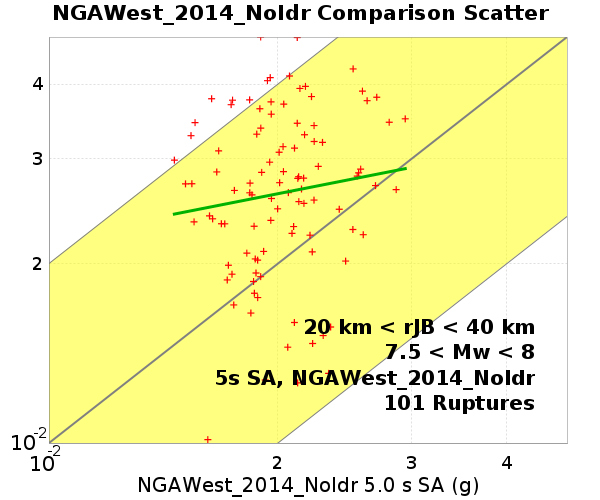 NGAWest_2014_NoIdr Comparison Scatter
4
3
2
10-2
10-2
2
3
4
20 km < rJB < 40 km
7.5 < Mw < 8
5s SA, NGAWest_2014_NoIdr
101 Ruptures
NGAWest_2014_NoIdr 5.0 s SA (g)